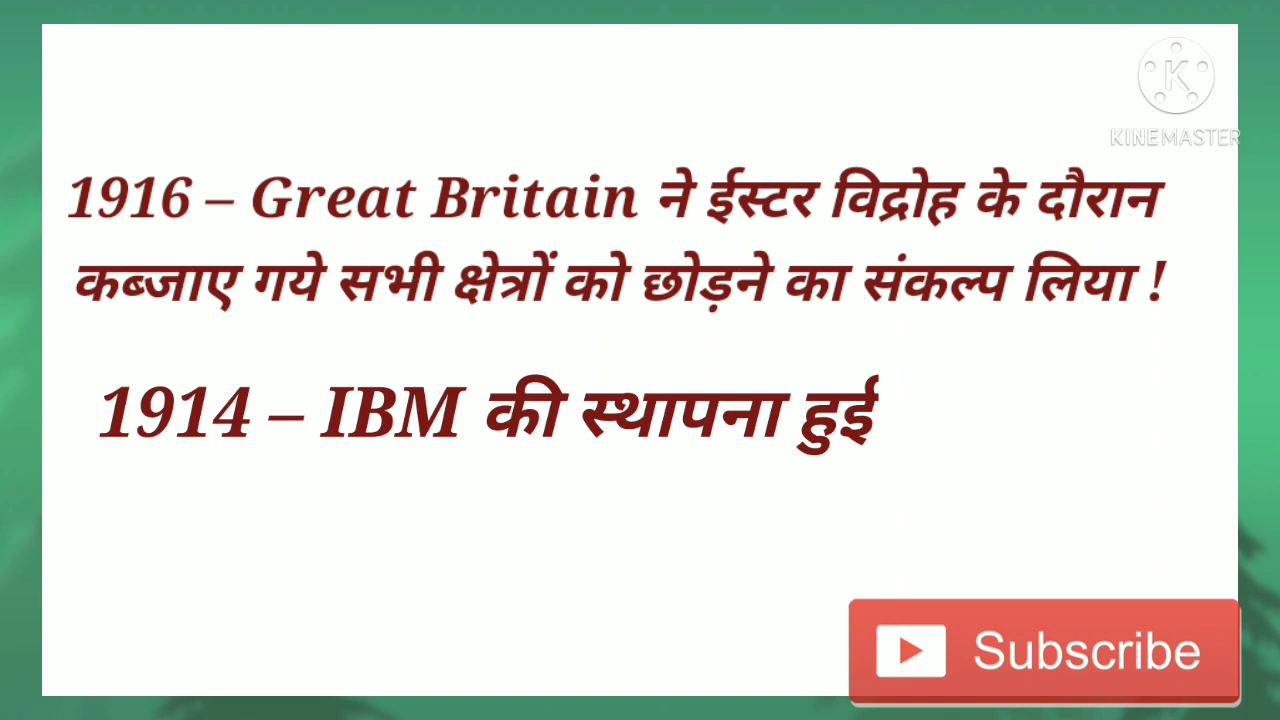 K
KINEMASTER
1916 – Great Britain ने ईस्टर विद्रोह के दौरान
कब्जाए गये सभी क्षेत्रों को छोड़ने का संकल्प लिया !
1914 – IBM की स्थापना हुई
Subscribe